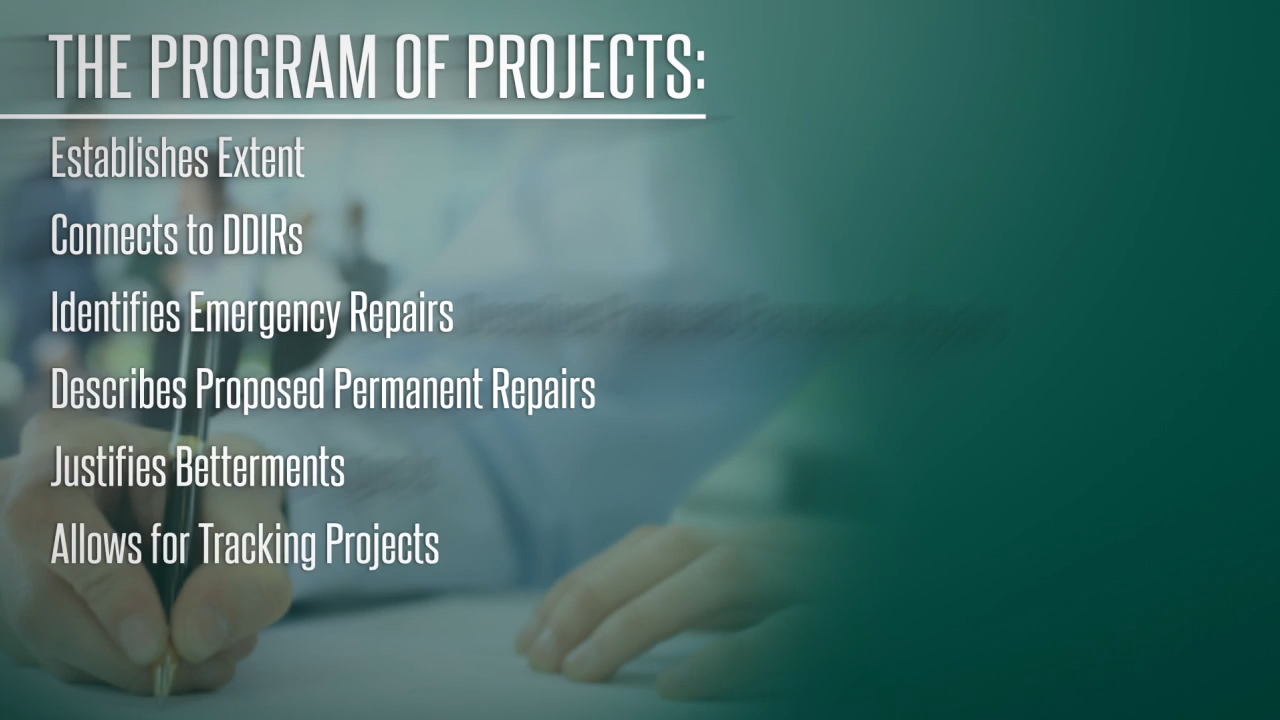 THE PROGRAM OF PROJECTS:
Establishes Extent
Connects to DDIRs
Identifies Emergency Repairs
Describes Proposed Permanent Repairs
Justifies Betterments
Allows for Tracking Projects